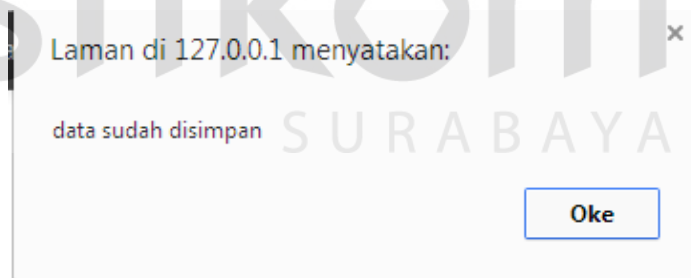 Laman di 127.0.0.1 menyatakan:
data sudah disimpan
SURABAYA
Oke